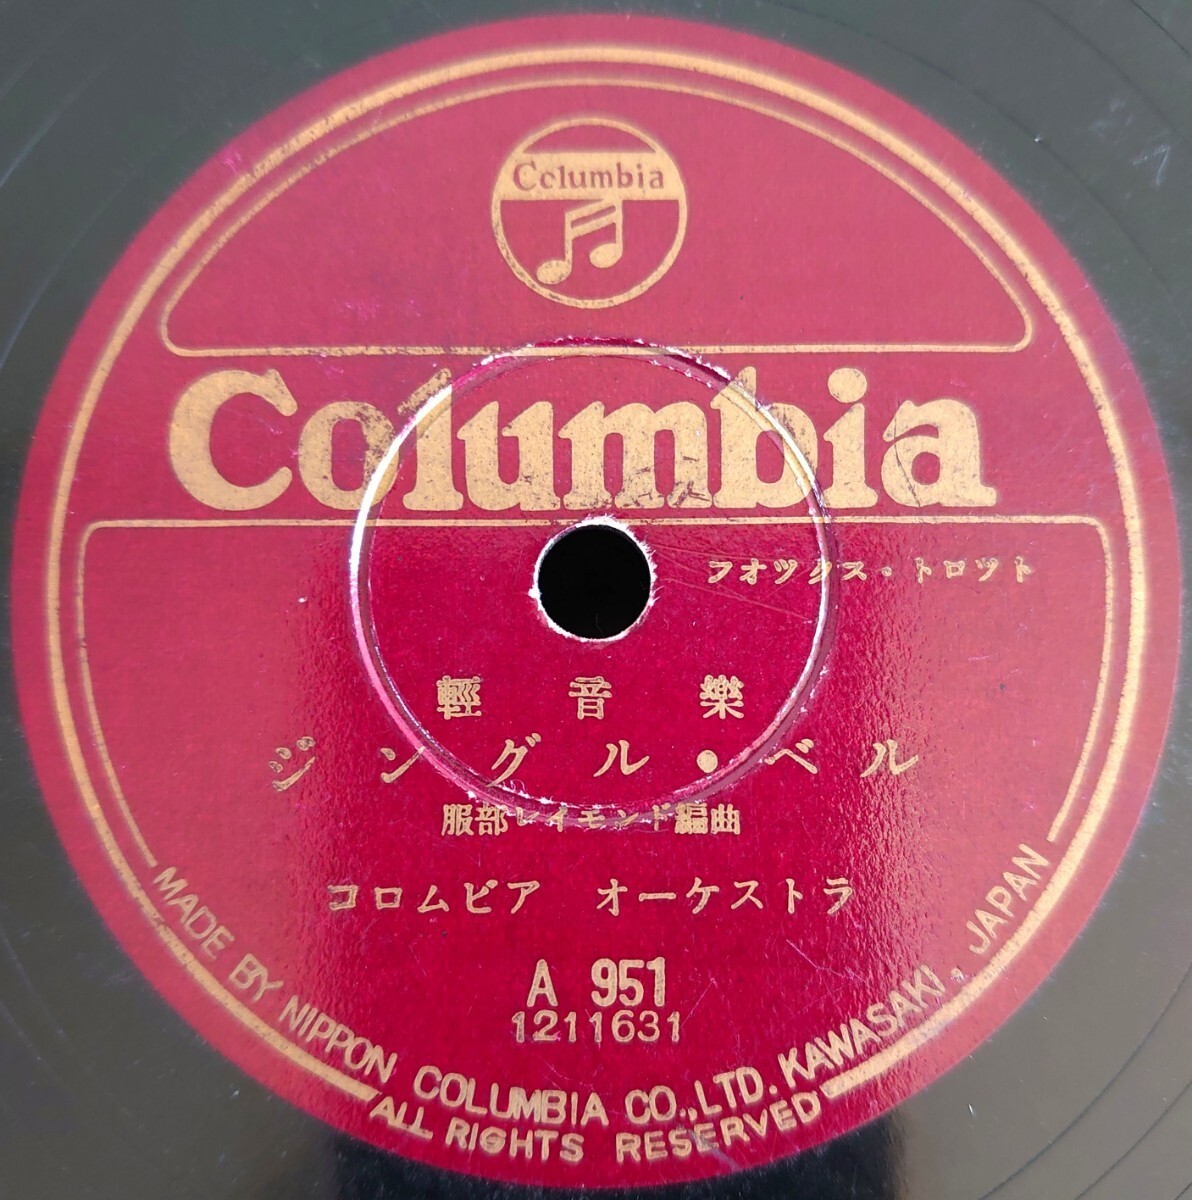 Columbia
Columbia
フオツクス・トロツト
輕音樂
ジングル・ベル
服部レイモンド編曲
コロムビア オーケストラ
A 951
1211631
MADE BY NIPPON COLUMBIA CO., LTD. KAWASAKI, JAPAN
ALL RIGHTS RESERVED